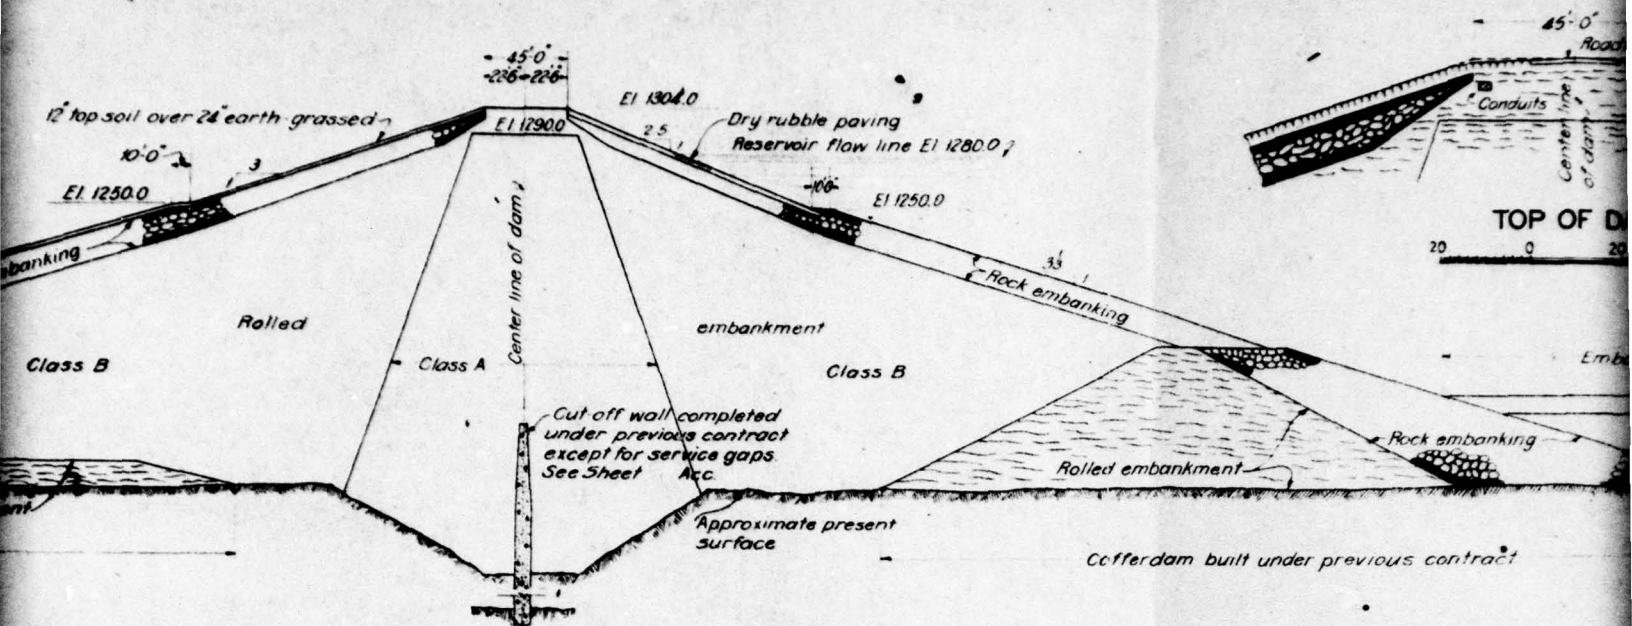 45'-0"
22'6" 22'6"
45'-0"
El 1304.0
12" top soil over 24" earth grassed
El 1290.0
Dry rubble paving
Reservoir flow line El 1280.0
2.5
1
Conduits
Center line
of dam
10'-0"
3
1
10'0"
El. 1250.0
El 1250.0
TOP OF
20 0 20
Rock embanking
3⅓
1
Rolled
embankment
Center line of dam
Class B
Class A
Class B
Cut-off wall completed
under previous contract
except for service gaps
See Sheet Acc
Rock embanking
Rolled embankment
Approximate present
surface
Cofferdam built under previous contract